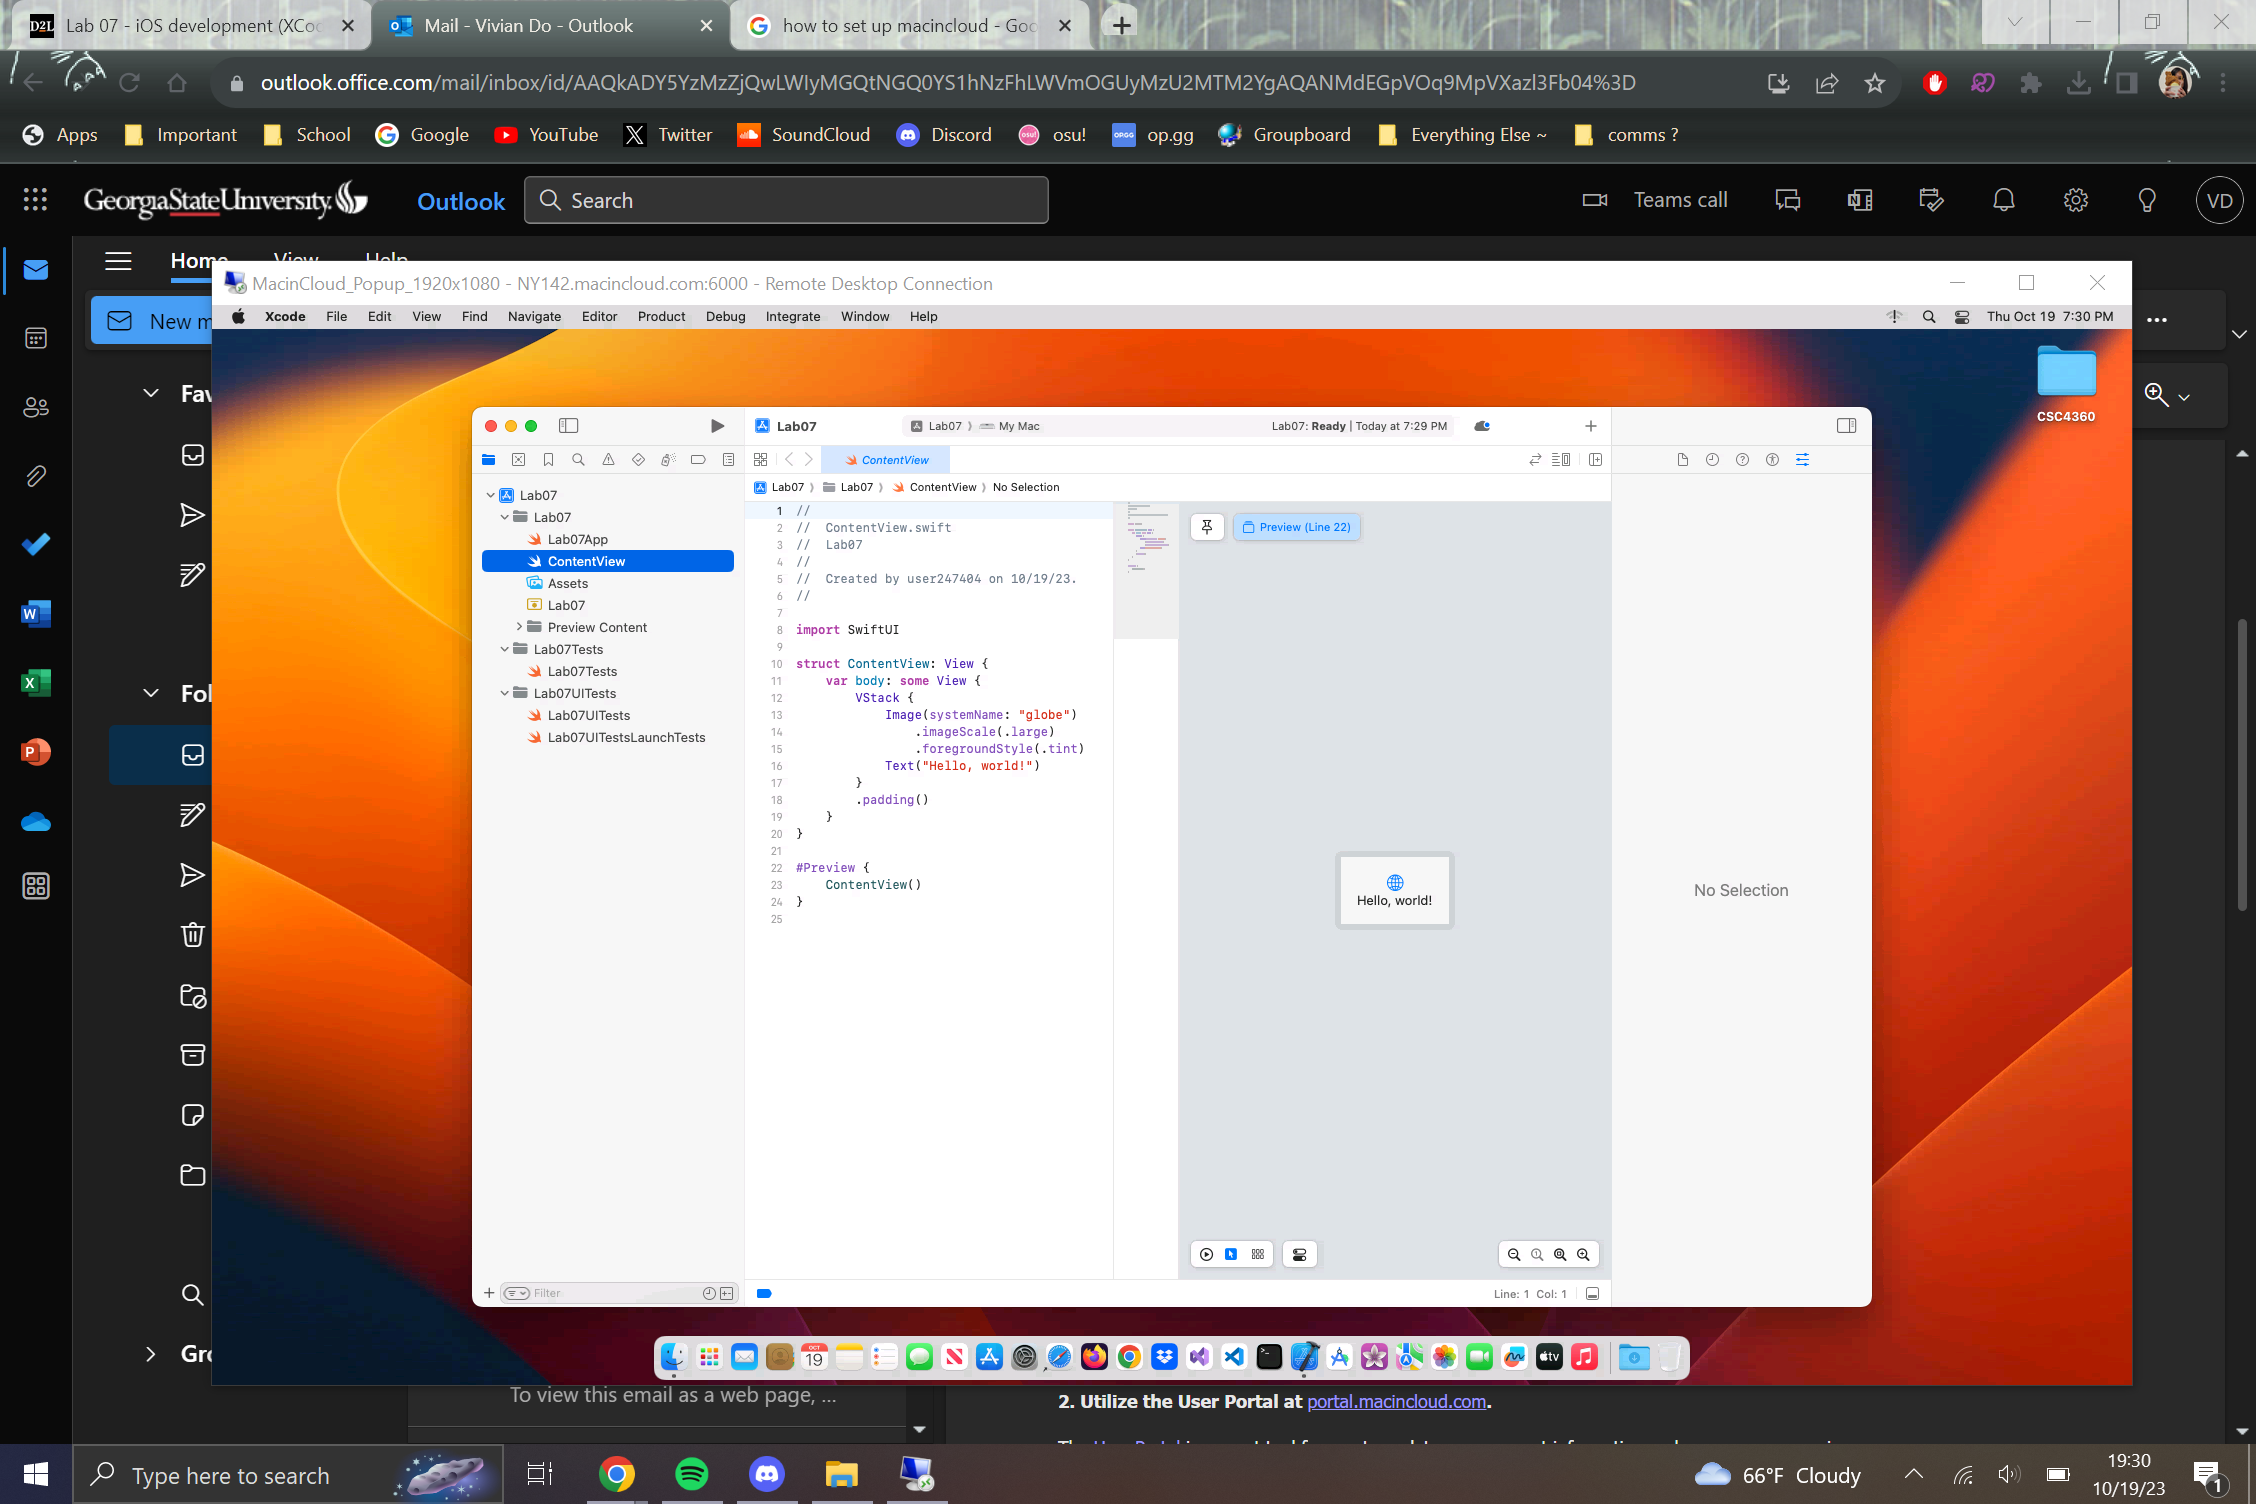 Lab 07 - iOS development (XCo
Mail - Vivian Do - Outlook
how to set up macincloud - Goo
outlook.office.com/mail/inbox/id/AAQkADY5YzMzZjQwLWIyMGQtNGQ0YS1hNzFhLWVmOGUyMzU2MTM2YgAQANMdEGpVOq9MpVXazl3Fb04%3D
Apps Important School Google YouTube Twitter SoundCloud Discord osu! op.gg Groupboard Everything Else ~ comms ?
GeorgiaStateUniversity. Outlook Search Teams call VD
Home View Help
MacinCloud_Popup_1920x1080 - NY142.macincloud.com:6000 - Remote Desktop Connection
New m
Xcode File Edit View Find Navigate Editor Product Debug Integrate Window Help Thu Oct 19 7:30 PM
Fav
CSC4360
Lab07 Lab07 My Mac Lab07: Ready | Today at 7:29 PM
ContentView
Lab07 Lab07 ContentView No Selection
Lab07
Lab07
Lab07App
ContentView
Assets
Lab07
Preview Content
Lab07Tests
Lab07Tests
Lab07UITests
Lab07UITests
Lab07UITestsLaunchTests
1 //
2 // ContentView.swift
3 // Lab07
4 //
5 // Created by user247404 on 10/19/23.
6 //
7
8 import SwiftUI
9
10 struct ContentView: View {
11 var body: some View {
12 VStack {
13 Image(systemName: "globe")
14 .imageScale(.large)
15 .foregroundStyle(.tint)
16 Text("Hello, world!")
17 }
18 .padding()
19 }
20 }
21
22 #Preview {
23 ContentView()
24 }
25
Preview (Line 22)
Hello, world!
No Selection
Fol
Filter
Line: 1 Col: 1
Gro
OCT
19
tv
To view this email as a web page, ...
2. Utilize the User Portal at portal.macincloud.com.
Type here to search
66°F Cloudy
19:30
10/19/23
1